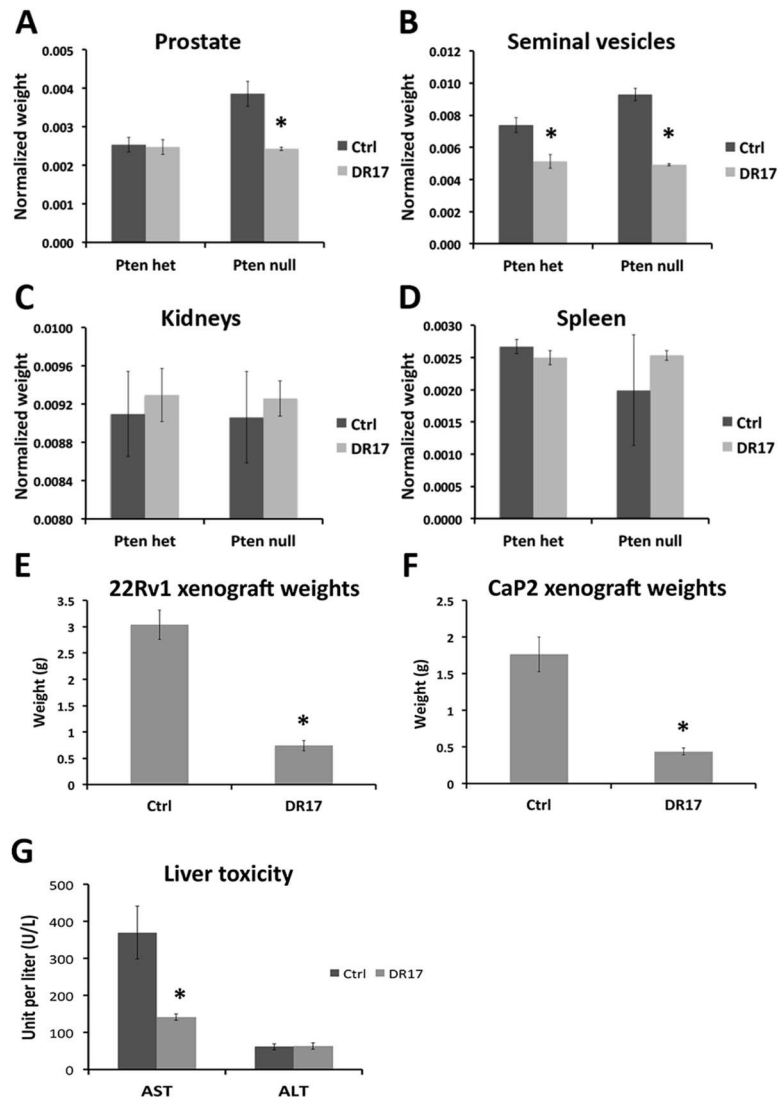 A
Prostate
Normalized weight
0.005
0.004
0.003
0.002
0.001
0.000
*
Ctrl
DR17
Pten het
Pten null
B
Seminal vesicles
Normalized weight
0.012
0.010
0.008
0.006
0.004
0.002
0.000
*
*
Ctrl
DR17
Pten het
Pten null
C
Kidneys
Normalized weight
0.0100
0.0096
0.0092
0.0088
0.0084
0.0080
Ctrl
DR17
Pten het
Pten null
D
Spleen
Normalized weight
0.0030
0.0025
0.0020
0.0015
0.0010
0.0005
0.0000
Ctrl
DR17
Pten het
Pten null
E
22Rv1 xenograft weights
Weight (g)
3.5
3
2.5
2
1.5
1
0.5
0
*
Ctrl
DR17
F
CaP2 xenograft weights
Weight (g)
2.5
2
1.5
1
0.5
0
*
Ctrl
DR17
G
Liver toxicity
Unit per liter (U/L)
500
400
300
200
100
0
*
Ctrl DR17
AST
ALT